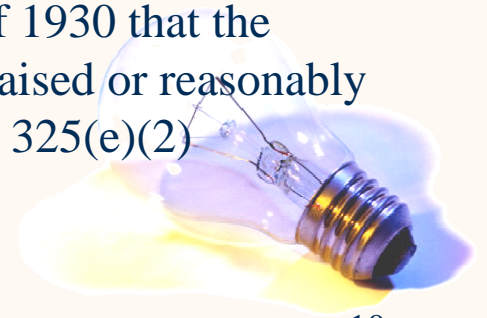 f 1930 that the
aised or reasonably
325(e)(2)